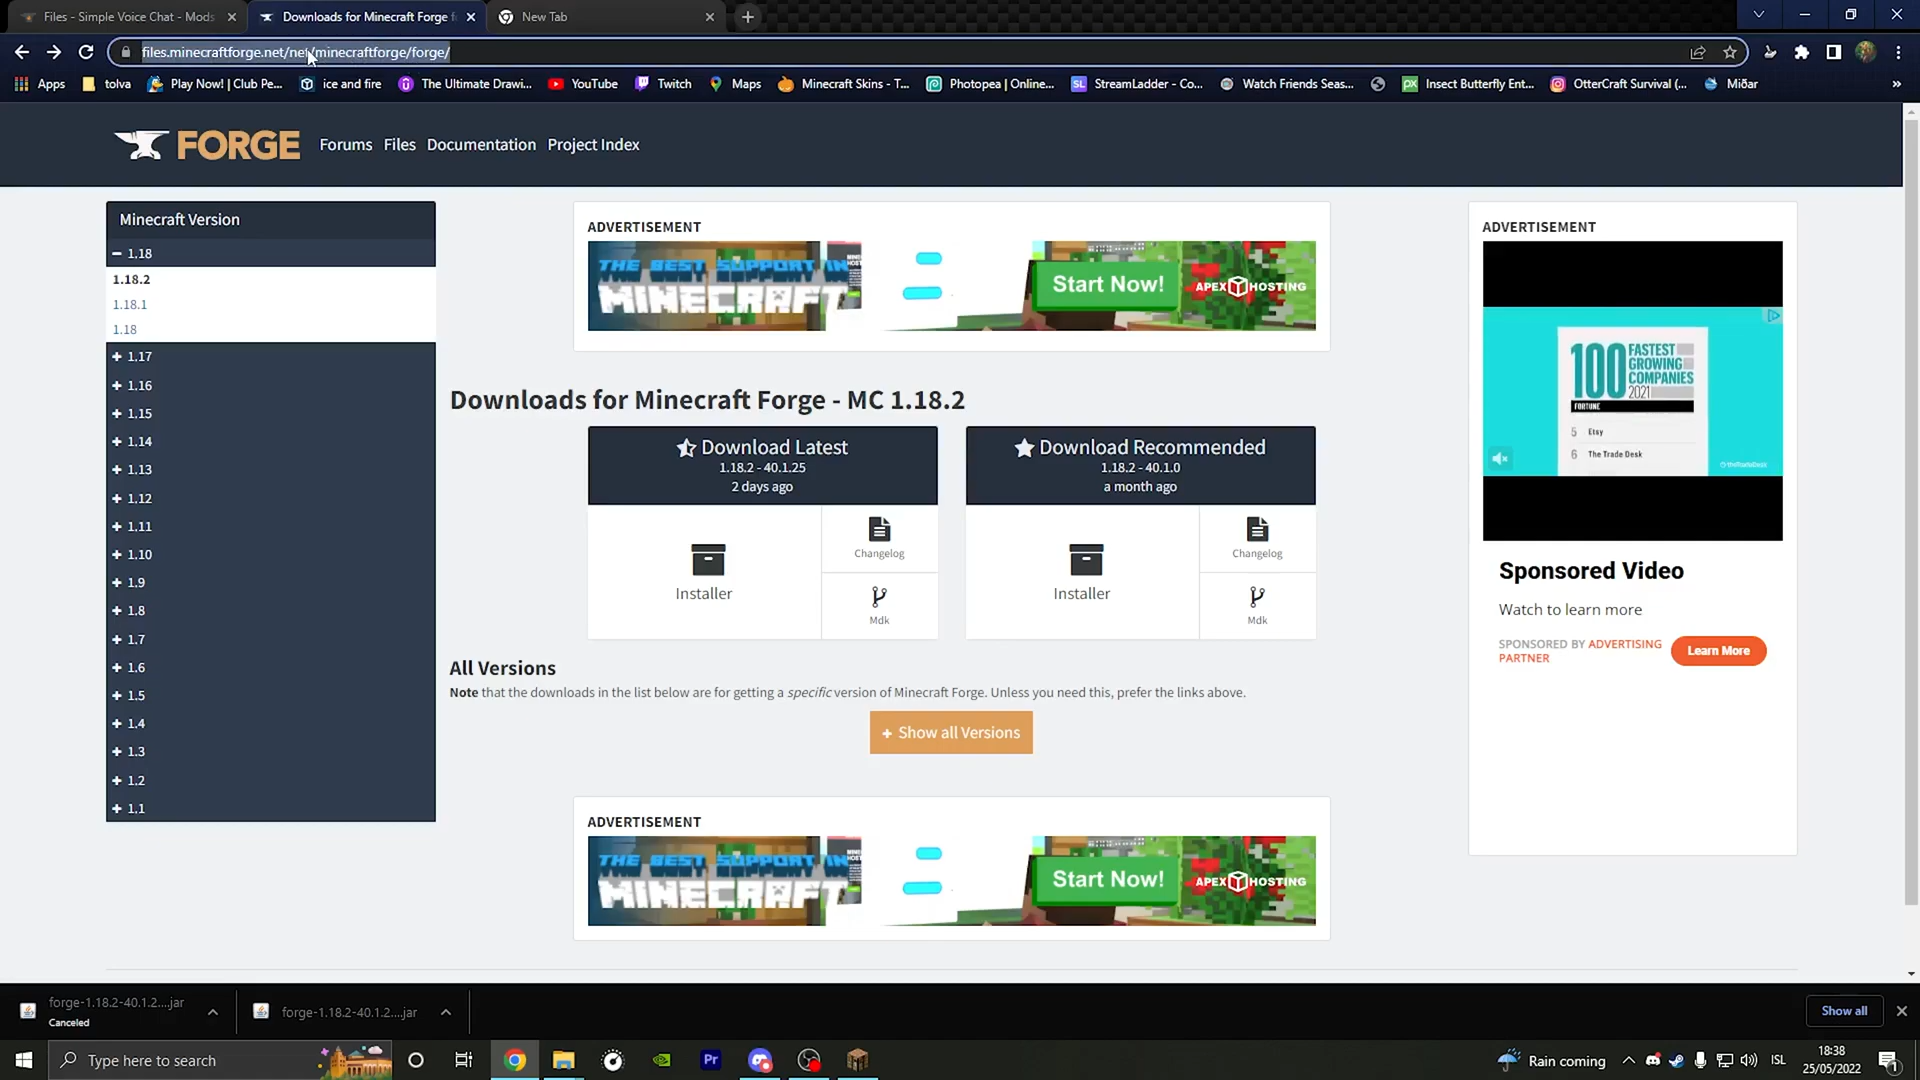 Files - Simple Voice Chat - Mods
Downloads for Minecraft Forge f
New Tab
files.minecraftforge.net/net/minecraftforge/forge/
Apps
tolva
Play Now! | Club Pe...
ice and fire
The Ultimate Drawi...
YouTube
Twitch
Maps
Minecraft Skins - T...
Photopea | Online...
SL
StreamLadder - Co...
Watch Friends Seas...
px
Insect Butterfly Ent...
OtterCraft Survival (...
Miðar
»
FORGE
Forums
Files
Documentation
Project Index
Minecraft Version
1.18
1.18.2
1.18.1
1.18
1.17
1.16
1.15
1.14
1.13
1.12
1.11
1.10
1.9
1.8
1.7
1.6
1.5
1.4
1.3
1.2
1.1
ADVERTISEMENT
THE BEST SUPPORT IN
MINECRAFT
Start Now!
APEX HOSTING
Downloads for Minecraft Forge - MC 1.18.2
Download Latest
1.18.2 - 40.1.25
2 days ago
Installer
Changelog
Mdk
Download Recommended
1.18.2 - 40.1.0
a month ago
Installer
Changelog
Mdk
All Versions
Note that the downloads in the list below are for getting a specific version of Minecraft Forge. Unless you need this, prefer the links above.
+ Show all Versions
ADVERTISEMENT
THE BEST SUPPORT IN
MINECRAFT
Start Now!
APEX HOSTING
ADVERTISEMENT
100 FASTEST
GROWING
COMPANIES
2021
FORTUNE
5 Etsy
6 The Trade Desk
theTradeDesk
Sponsored Video
Watch to learn more
SPONSORED BY ADVERTISING
PARTNER
Learn More
forge-1.18.2-40.1.2....jar
Canceled
forge-1.18.2-40.1.2....jar
Show all
Type here to search
Pr
Rain coming
ISL
18:38
25/05/2022
1